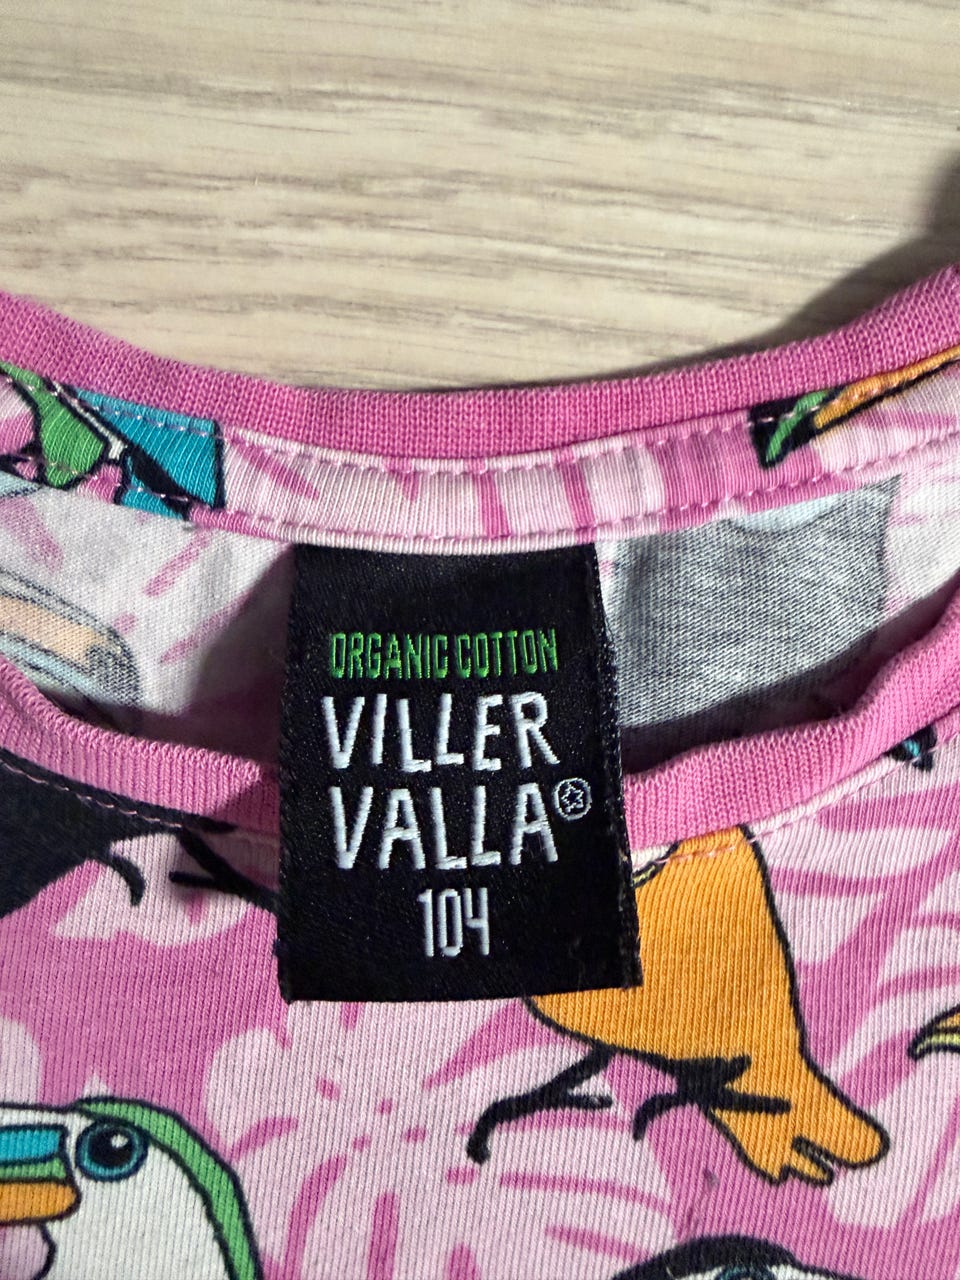 ORGANIC COTTON
VILLER
VALLA®
104